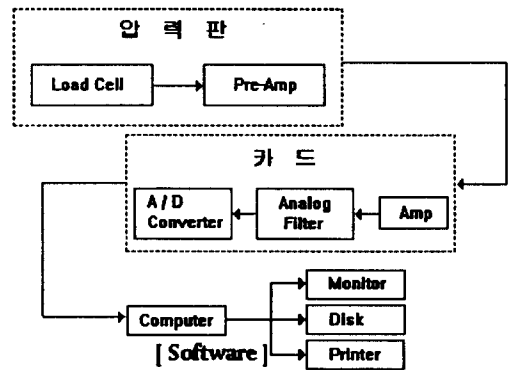 압 력 판
Load Cell
Pre-Amp
카 드
A / D
Converter
Analog
Filter
Amp
Computer
[ Software ]
Monitor
Disk
Printer